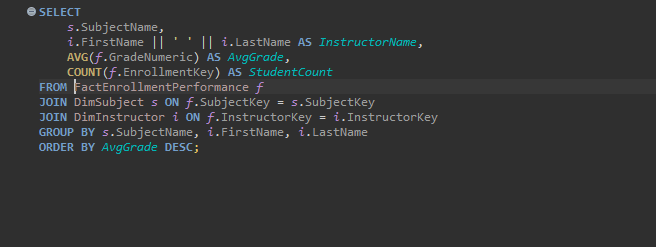 SELECT
s.SubjectName,
i.FirstName || ' ' || i.LastName AS InstructorName,
AVG(f.GradeNumeric) AS AvgGrade,
COUNT(f.EnrollmentKey) AS StudentCount
FROM FactEnrollmentPerformance f
JOIN DimSubject s ON f.SubjectKey = s.SubjectKey
JOIN DimInstructor i ON f.InstructorKey = i.InstructorKey
GROUP BY s.SubjectName, i.FirstName, i.LastName
ORDER BY AvgGrade DESC;